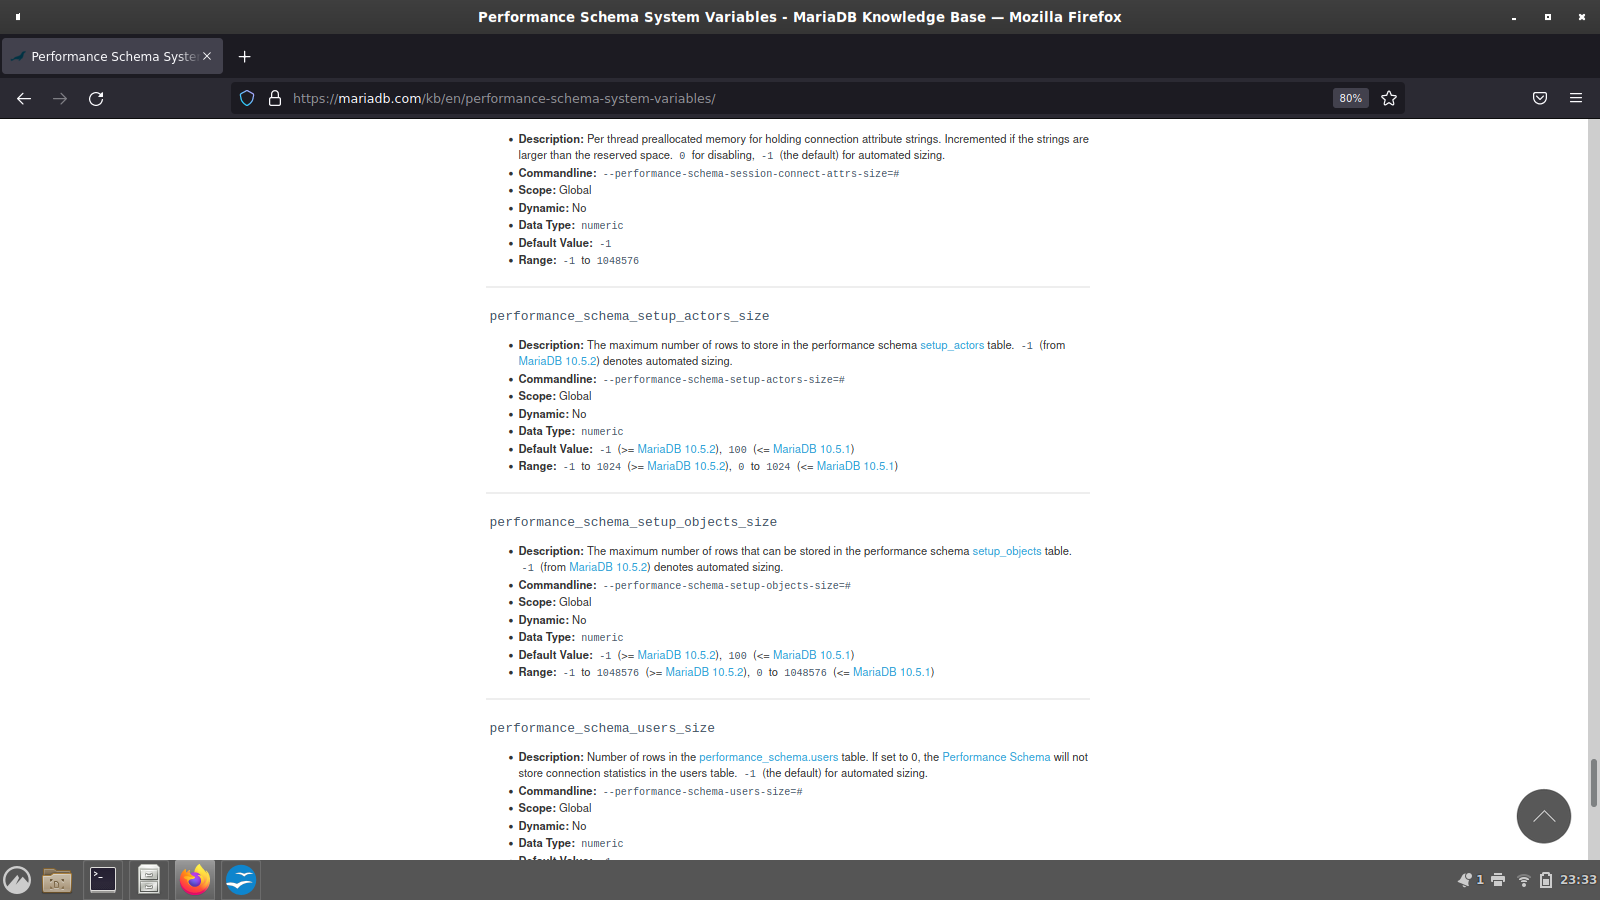 Performance Schema System Variables - MariaDB Knowledge Base — Mozilla Firefox
Performance Schema Syste
https://mariadb.com/kb/en/performance-schema-system-variables/
80%
• Description: Per thread preallocated memory for holding connection attribute strings. Incremented if the strings are
larger than the reserved space. 0 for disabling, -1 (the default) for automated sizing.
• Commandline: --performance-schema-session-connect-attrs-size=#
• Scope: Global
• Dynamic: No
• Data Type: numeric
• Default Value: -1
• Range: -1 to 1048576
performance_schema_setup_actors_size
• Description: The maximum number of rows to store in the performance schema setup_actors table. -1 (from
MariaDB 10.5.2) denotes automated sizing.
• Commandline: --performance-schema-setup-actors-size=#
• Scope: Global
• Dynamic: No
• Data Type: numeric
• Default Value: -1 (>= MariaDB 10.5.2), 100 (<= MariaDB 10.5.1)
• Range: -1 to 1024 (>= MariaDB 10.5.2), 0 to 1024 (<= MariaDB 10.5.1)
performance_schema_setup_objects_size
• Description: The maximum number of rows that can be stored in the performance schema setup_objects table.
-1 (from MariaDB 10.5.2) denotes automated sizing.
• Commandline: --performance-schema-setup-objects-size=#
• Scope: Global
• Dynamic: No
• Data Type: numeric
• Default Value: -1 (>= MariaDB 10.5.2), 100 (<= MariaDB 10.5.1)
• Range: -1 to 1048576 (>= MariaDB 10.5.2), 0 to 1048576 (<= MariaDB 10.5.1)
performance_schema_users_size
• Description: Number of rows in the performance_schema.users table. If set to 0, the Performance Schema will not
store connection statistics in the users table. -1 (the default) for automated sizing.
• Commandline: --performance-schema-users-size=#
• Scope: Global
• Dynamic: No
• Data Type: numeric
• Default Value: -1
1
23:33